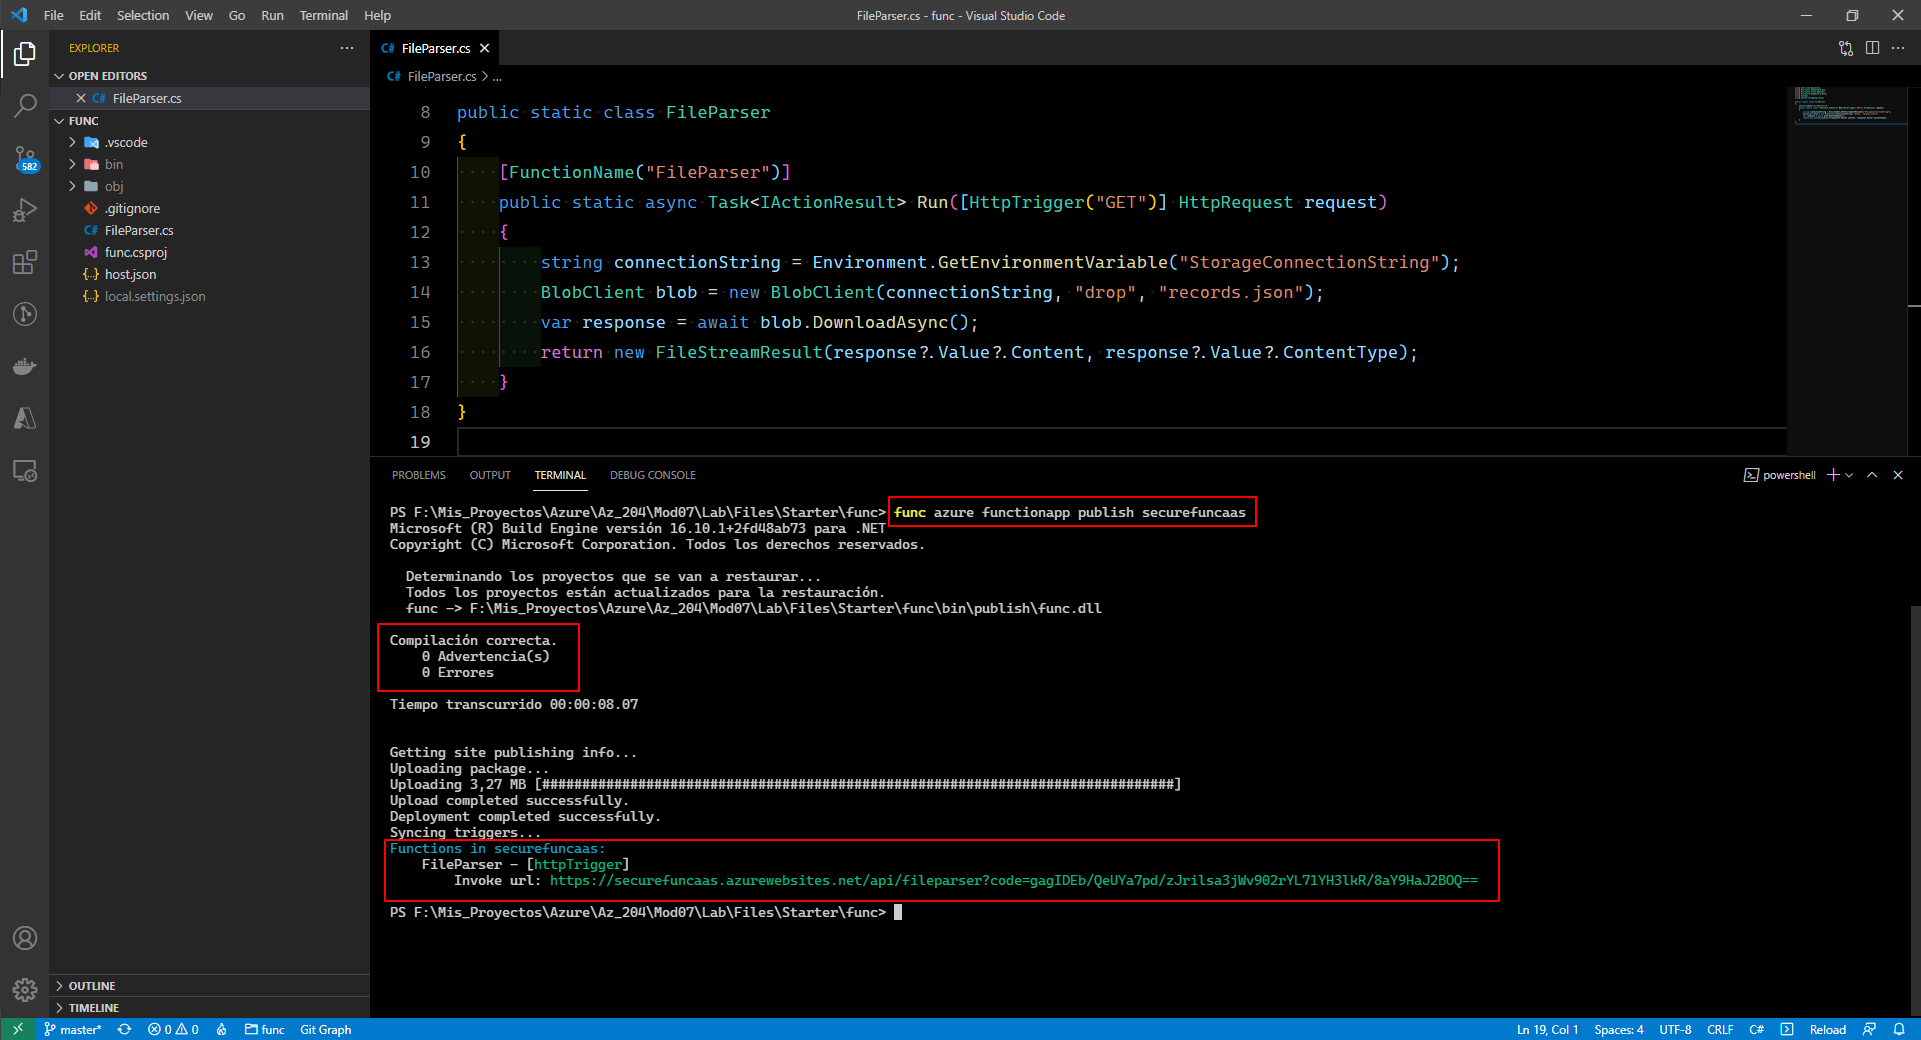 File Edit Selection View Go Run Terminal Help
FileParser.cs - func - Visual Studio Code
EXPLORER
OPEN EDITORS
C# FileParser.cs
FUNC
.vscode
bin
obj
.gitignore
C# FileParser.cs
func.csproj
{..} host.json
{..} local.settings.json
582
OUTLINE
TIMELINE
C# FileParser.cs
C# FileParser.cs > ...
8 public static class FileParser
9 {
10 [FunctionName("FileParser")]
11 public static async Task<IActionResult> Run([HttpTrigger("GET")] HttpRequest request)
12 {
13 string connectionString = Environment.GetEnvironmentVariable("StorageConnectionString");
14 BlobClient blob = new BlobClient(connectionString, "drop", "records.json");
15 var response = await blob.DownloadAsync();
16 return new FileStreamResult(response?.Value?.Content, response?.Value?.ContentType);
17 }
18 }
19
PROBLEMS OUTPUT TERMINAL DEBUG CONSOLE
powershell
PS F:\Mis_Proyectos\Azure\Az_204\Mod07\Lab\Files\Starter\func> func azure functionapp publish securefuncaas
Microsoft (R) Build Engine versión 16.10.1+2fd48ab73 para .NET
Copyright (C) Microsoft Corporation. Todos los derechos reservados.
Determinando los proyectos que se van a restaurar...
Todos los proyectos están actualizados para la restauración.
func -> F:\Mis_Proyectos\Azure\Az_204\Mod07\Lab\Files\Starter\func\bin\publish\func.dll
Compilación correcta.
0 Advertencia(s)
0 Errores
Tiempo transcurrido 00:00:08.07
Getting site publishing info...
Uploading package...
Uploading 3,27 MB [###############################################################################]
Upload completed successfully.
Deployment completed successfully.
Syncing triggers...
Functions in securefuncaas:
FileParser - [httpTrigger]
Invoke url: https://securefuncaas.azurewebsites.net/api/fileparser?code=gagIDEb/QeUYa7pd/zJrilsa3jWv902rYL71YH3lkR/8aY9HaJ2BOQ==
PS F:\Mis_Proyectos\Azure\Az_204\Mod07\Lab\Files\Starter\func>
master* 0 0 func Git Graph
Ln 19, Col 1 Spaces: 4 UTF-8 CRLF C# Reload